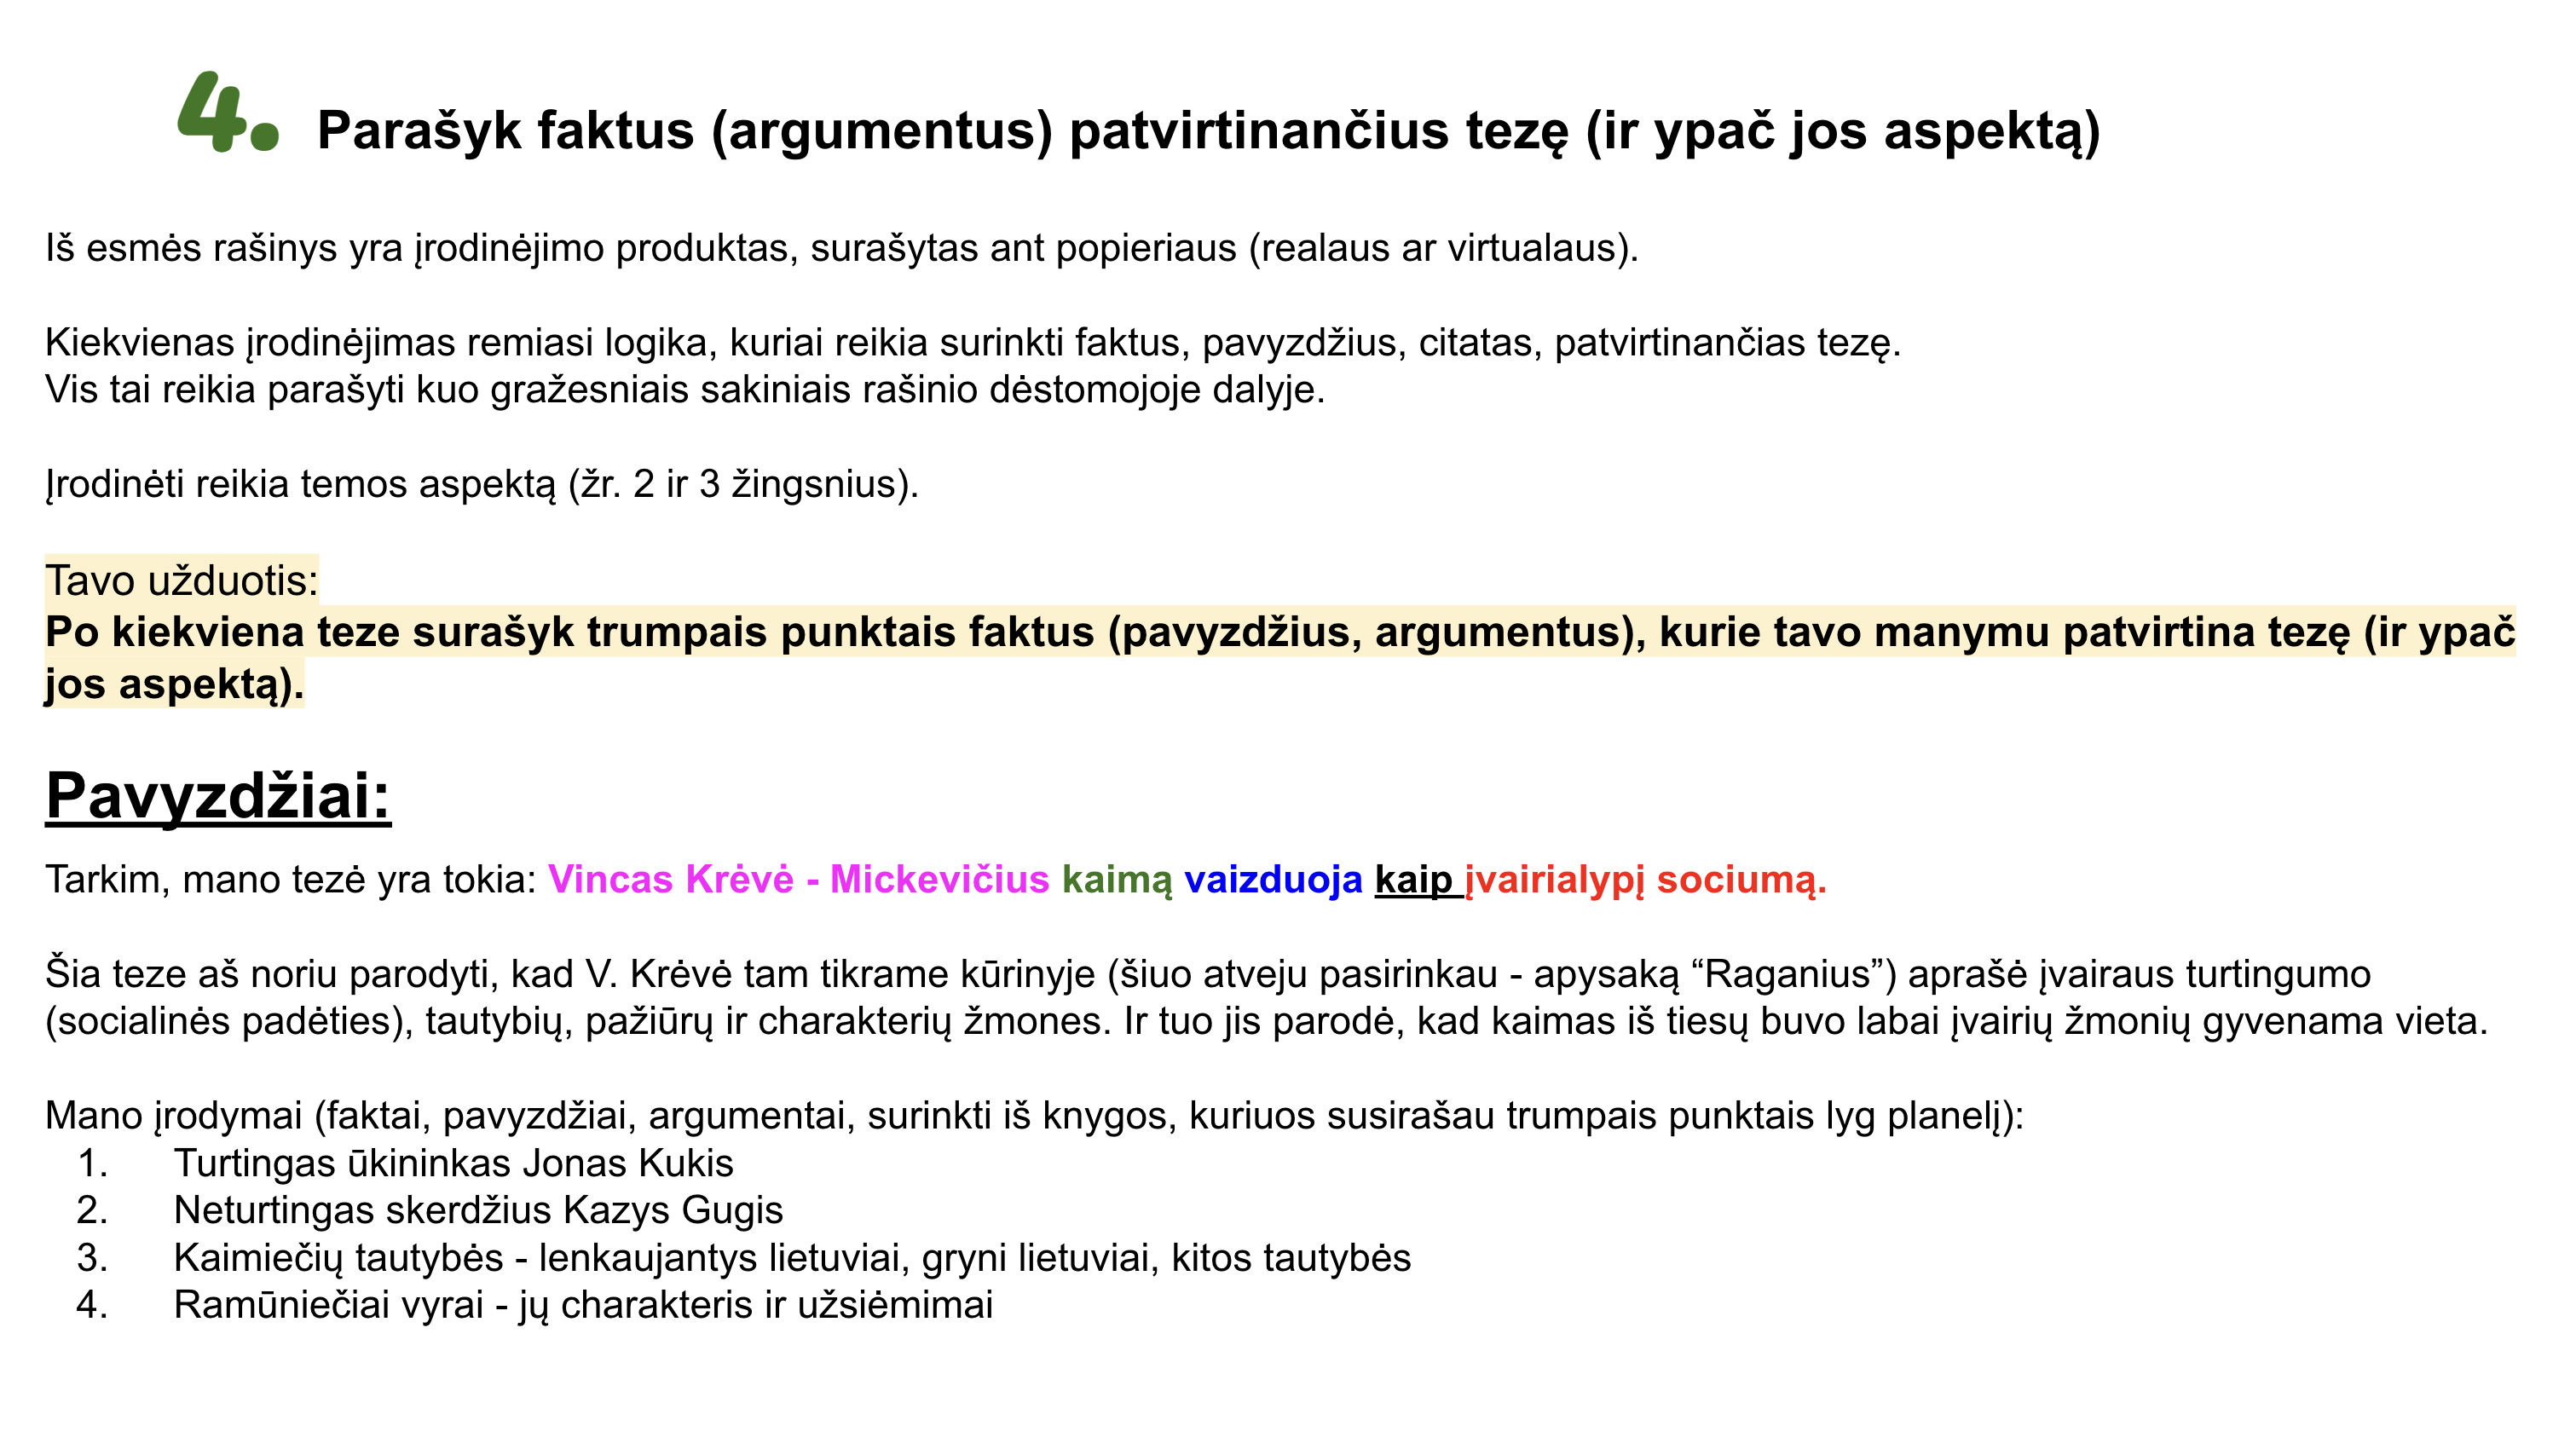 4. Parašyk faktus (argumentus) patvirtinančius tezę (ir ypač jos aspektą)
Iš esmės rašinys yra įrodinėjimo produktas, surašytas ant popieriaus (realaus ar virtualaus).
Kiekvienas įrodinėjimas remiasi logika, kuriai reikia surinkti faktus, pavyzdžius, citatas, patvirtinančias tezę.
Vis tai reikia parašyti kuo gražesniais sakiniais rašinio dėstomojoje dalyje.
Įrodinėti reikia temos aspektą (žr. 2 ir 3 žingsnius).
Tavo užduotis:
Po kiekviena teze surašyk trumpais punktais faktus (pavyzdžius, argumentus), kurie tavo manymu patvirtina tezę (ir ypač
jos aspektą).
Pavyzdžiai:
Tarkim, mano tezė yra tokia: Vincas Krėvė - Mickevičius kaimą vaizduoja kaip įvairialypį sociumą.
Šia teze aš noriu parodyti, kad V. Krėvė tam tikrame kūrinyje (šiuo atveju pasirinkau - apysaką “Raganius”) aprašė įvairaus turtingumo
(socialinės padėties), tautybių, pažiūrų ir charakterių žmones. Ir tuo jis parodė, kad kaimas iš tiesų buvo labai įvairių žmonių gyvenama vieta.
Mano įrodymai (faktai, pavyzdžiai, argumentai, surinkti iš knygos, kuriuos susirašau trumpais punktais lyg planelį):
1. Turtingas ūkininkas Jonas Kukis
2. Neturtingas skerdžius Kazys Gugis
3. Kaimiečių tautybės - lenkaujantys lietuviai, gryni lietuviai, kitos tautybės
4. Ramūniečiai vyrai - jų charakteris ir užsiėmimai